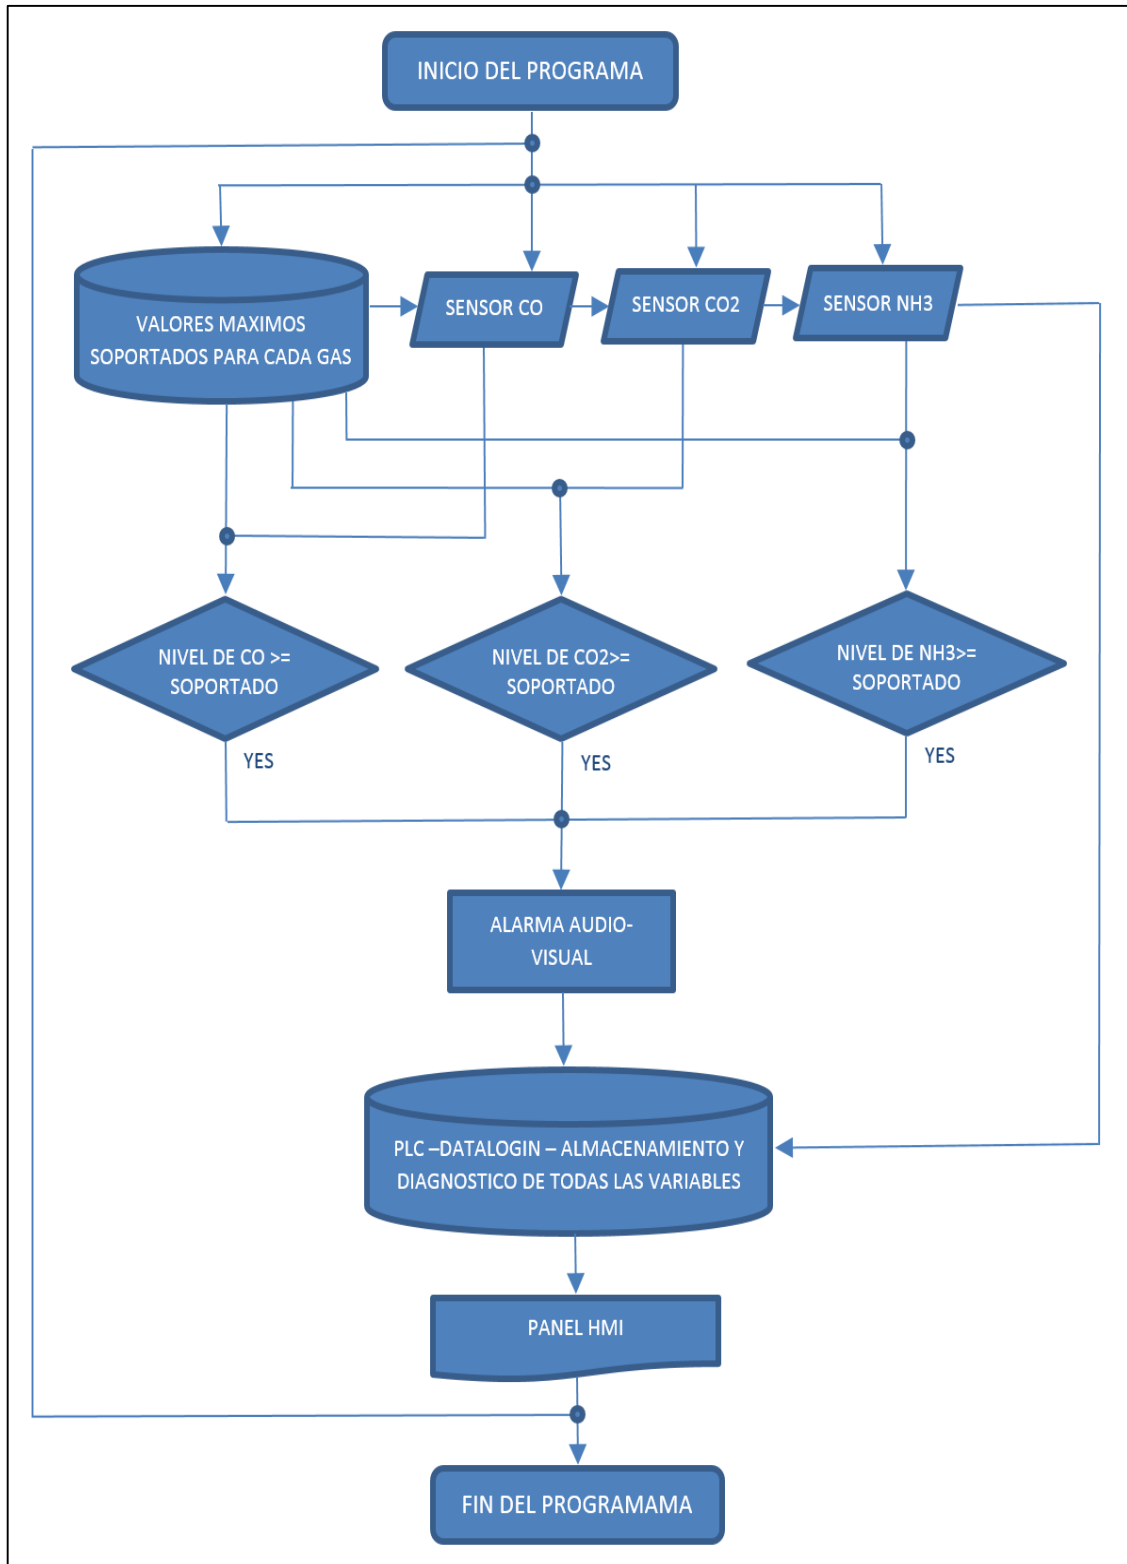 INICIO DEL PROGRAMA
VALORES MAXIMOS
SOPORTADOS PARA CADA GAS
SENSOR CO
SENSOR CO2
SENSOR NH3
NIVEL DE CO >=
SOPORTADO
NIVEL DE CO2>=
SOPORTADO
NIVEL DE NH3>=
SOPORTADO
YES
YES
YES
ALARMA AUDIO-
VISUAL
PLC –DATALOGIN – ALMACENAMIENTO Y
DIAGNOSTICO DE TODAS LAS VARIABLES
PANEL HMI
FIN DEL PROGRAMAMA